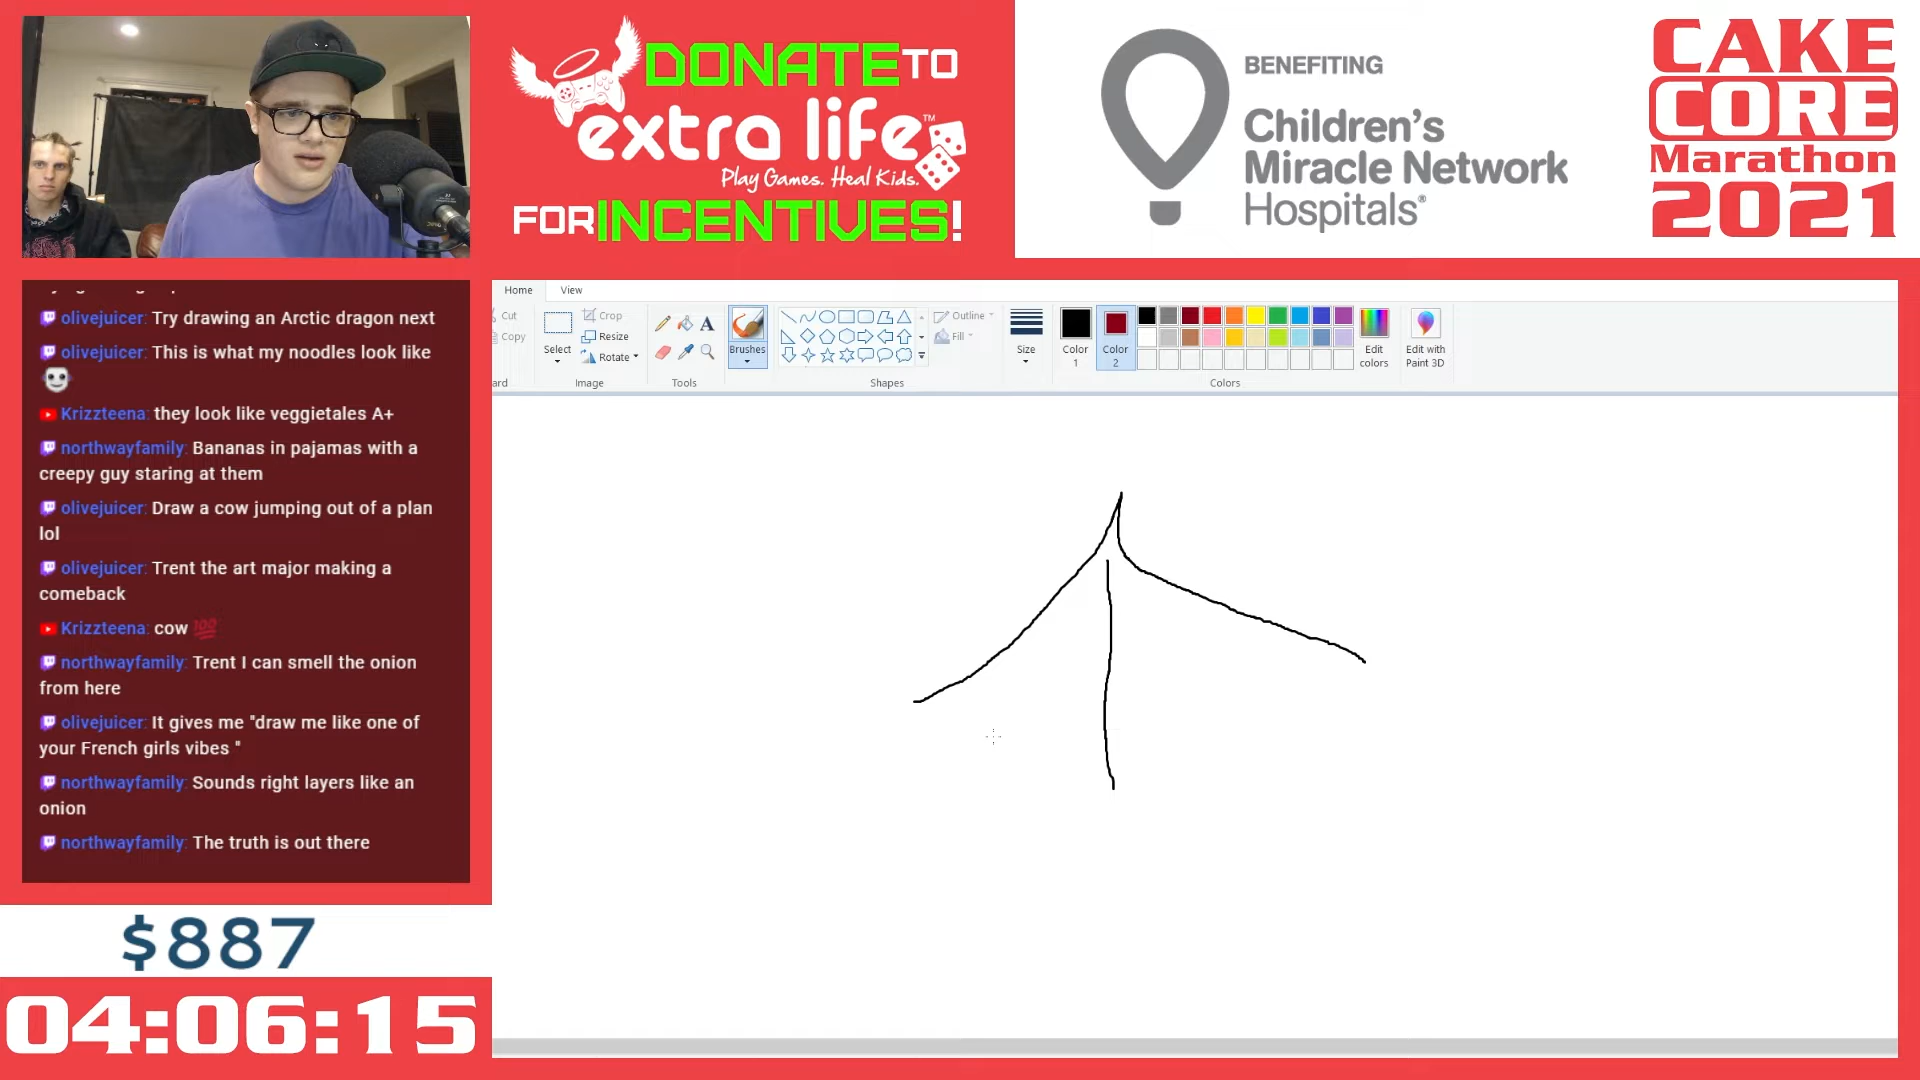 DONATE TO
extra life™
Play Games. Heal Kids.
FOR INCENTIVES!
BENEFITING
Children's
Miracle Network
Hospitals®
CAKE
CORE
Marathon
2021
olivejuicer: Try drawing an Arctic dragon next
olivejuicer: This is what my noodles look like
Krizzteena: they look like veggietales A+
northwayfamily: Bananas in pajamas with a
creepy guy staring at them
olivejuicer: Draw a cow jumping out of a plan
lol
olivejuicer: Trent the art major making a
comeback
Krizzteena: cow 💯
northwayfamily: Trent I can smell the onion
from here
olivejuicer: It gives me "draw me like one of
your French girls vibes "
northwayfamily: Sounds right layers like an
onion
northwayfamily: The truth is out there
$887
04:06:15
Home View
Cut
Copy
ard
Select
Crop
Resize
Rotate
Image
A
Tools
Brushes
Outline
Fill
Shapes
Size
Color
1
Color
2
Colors
Edit
colors
Edit with
Paint 3D